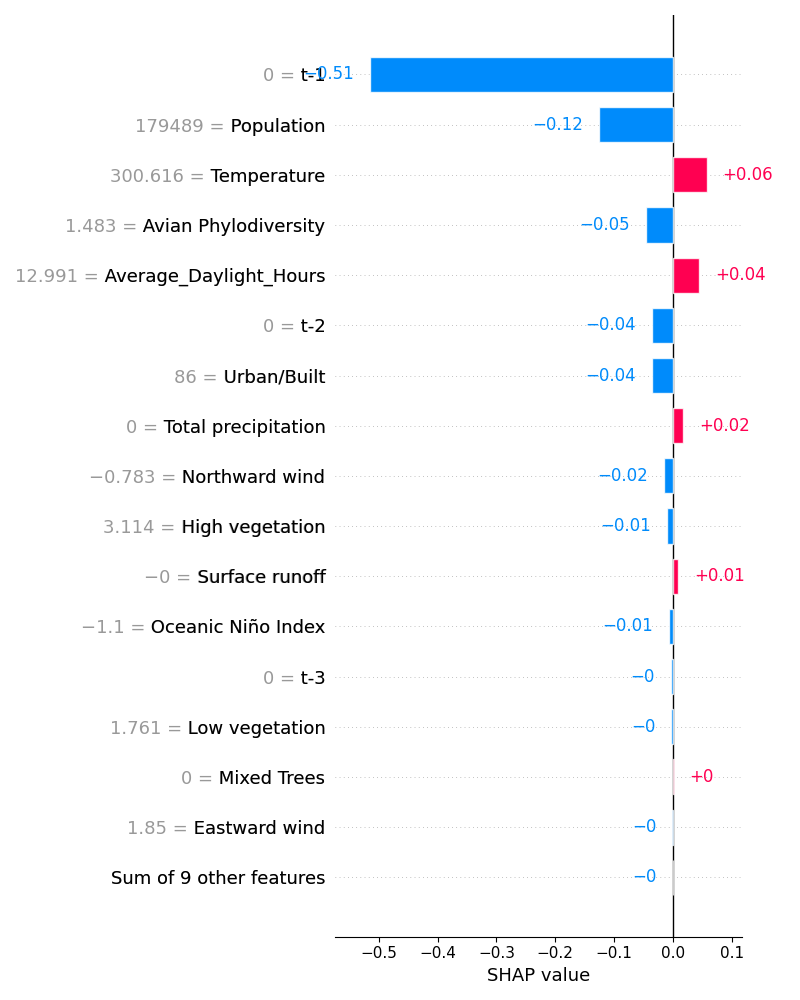 0 = t-1 −0.51
179489 = Population −0.12
300.616 = Temperature +0.06
1.483 = Avian Phylodiversity −0.05
12.991 = Average_Daylight_Hours +0.04
0 = t-2 −0.04
86 = Urban/Built −0.04
0 = Total precipitation +0.02
−0.783 = Northward wind −0.02
3.114 = High vegetation −0.01
−0 = Surface runoff +0.01
−1.1 = Oceanic Niño Index −0.01
0 = t-3 −0
1.761 = Low vegetation −0
0 = Mixed Trees +0
1.85 = Eastward wind −0
Sum of 9 other features −0
−0.5 −0.4 −0.3 −0.2 −0.1 0.0 0.1
SHAP value